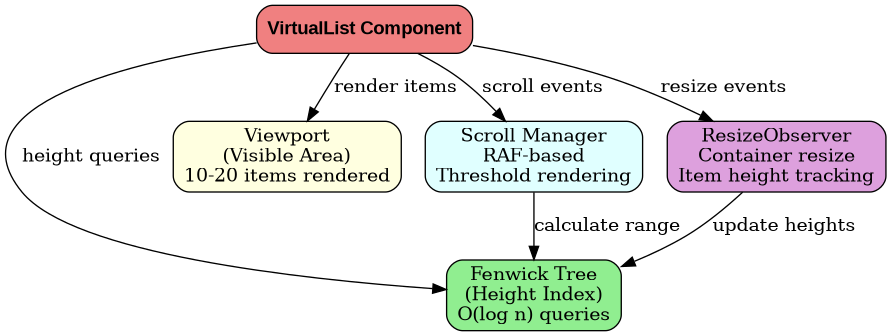 VirtualList Component
render items
scroll events
resize events
height queries
Viewport
(Visible Area)
10-20 items rendered
Scroll Manager
RAF-based
Threshold rendering
ResizeObserver
Container resize
Item height tracking
calculate range
update heights
Fenwick Tree
(Height Index)
O(log n) queries